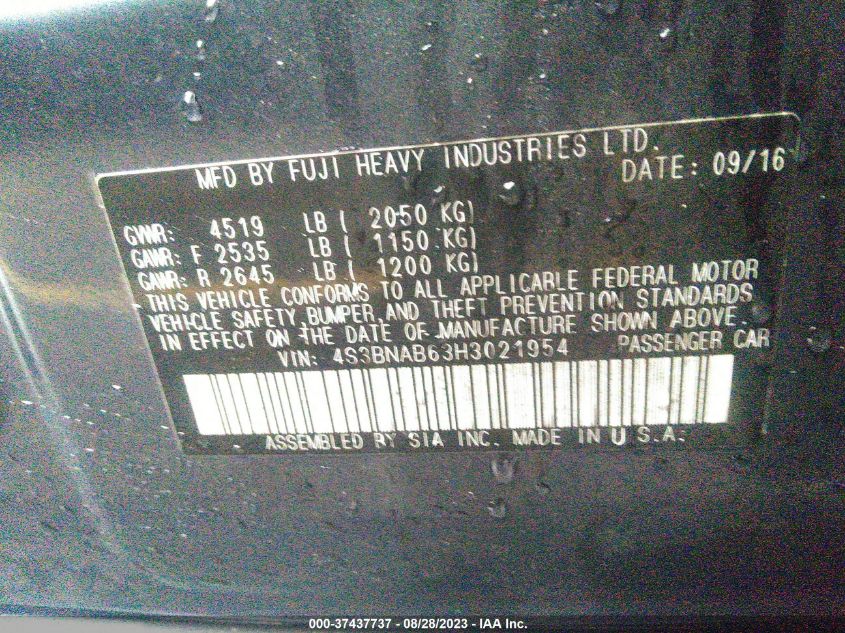 MFD BY FUJI HEAVY INDUSTRIES LTD.
DATE: 09/16
GVWR: 4519 LB ( 2050 KG)
GAWR: F 2535 LB ( 1150 KG)
GAWR: R 2645 LB ( 1200 KG)
THIS VEHICLE CONFORMS TO ALL APPLICABLE FEDERAL MOTOR
VEHICLE SAFETY, BUMPER, AND THEFT PREVENTION STANDARDS
IN EFFECT ON THE DATE OF MANUFACTURE SHOWN ABOVE.
VIN: 4S3BNAB63H3021954 PASSENGER CAR
ASSEMBLED BY SIA INC. MADE IN U.S.A.
000-37437737 - 08/28/2023 - IAA Inc.